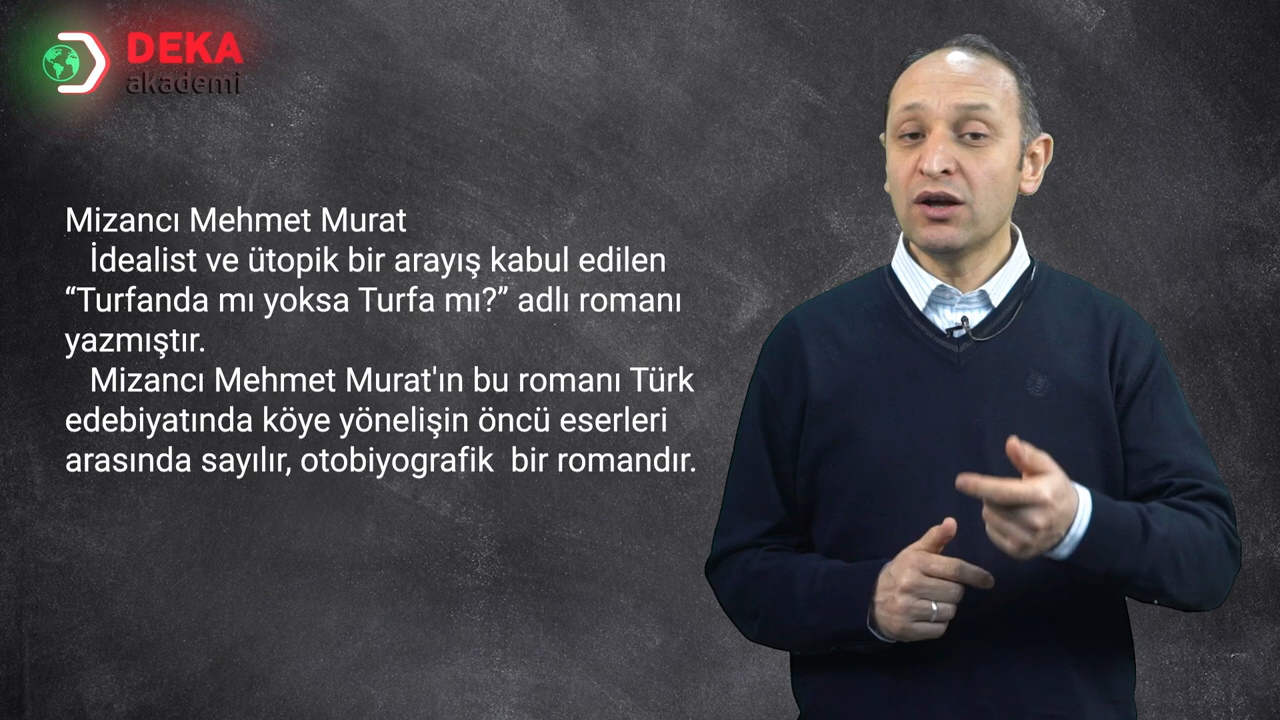 DEKA
akademi
Mizancı Mehmet Murat
İdealist ve ütopik bir arayış kabul edilen
“Turfanda mı yoksa Turfa mı?” adlı romanı
yazmıştır.
Mizancı Mehmet Murat'ın bu romanı Türk
edebiyatında köye yönelişin öncü eserleri
arasında sayılır, otobiyografik  bir romandır.